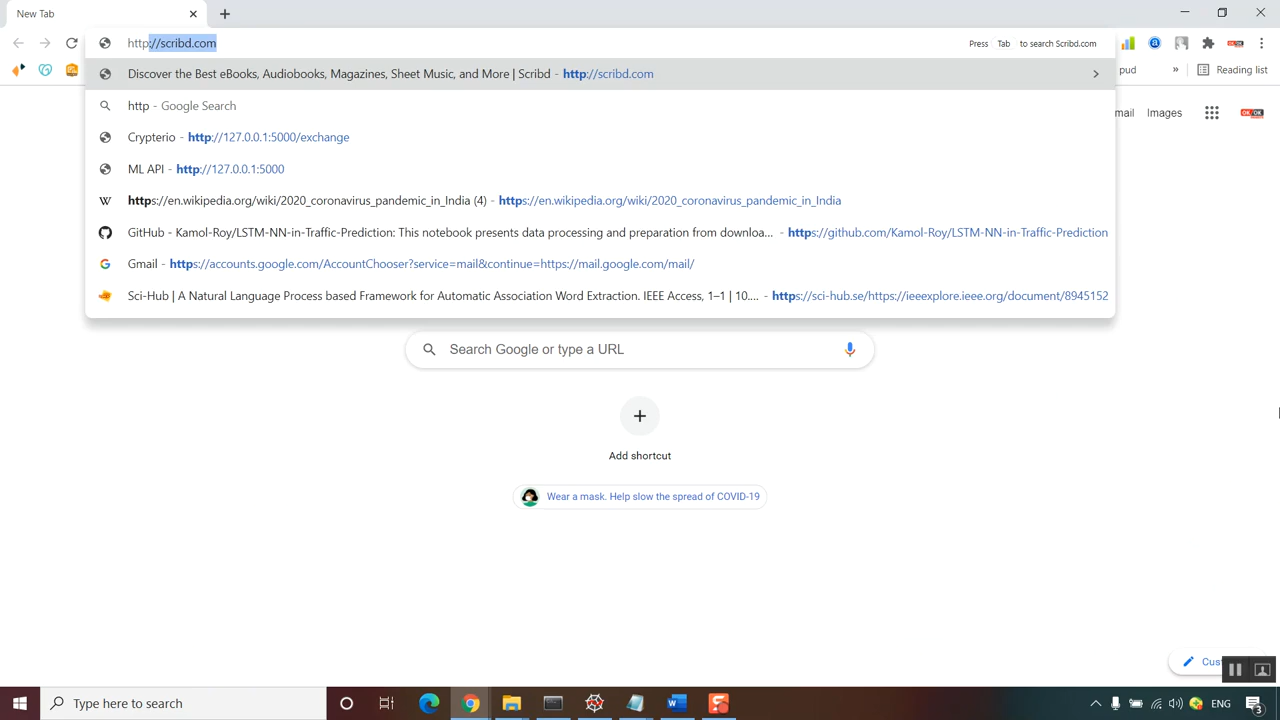 New Tab
http://scribd.com
Press Tab to search Scribd.com
Discover the Best eBooks, Audiobooks, Magazines, Sheet Music, and More | Scribd - http://scribd.com
pud
»
Reading list
http - Google Search
mail Images
Crypterio - http://127.0.0.1:5000/exchange
ML API - http://127.0.0.1:5000
https://en.wikipedia.org/wiki/2020_coronavirus_pandemic_in_India (4) - https://en.wikipedia.org/wiki/2020_coronavirus_pandemic_in_India
GitHub - Kamol-Roy/LSTM-NN-in-Traffic-Prediction: This notebook presents data processing and preparation from downloa... - https://github.com/Kamol-Roy/LSTM-NN-in-Traffic-Prediction
Gmail - https://accounts.google.com/AccountChooser?service=mail&continue=https://mail.google.com/mail/
Sci-Hub | A Natural Language Process based Framework for Automatic Association Word Extraction. IEEE Access, 1–1 | 10.... - https://sci-hub.se/https://ieeexplore.ieee.org/document/8945152
Search Google or type a URL
Add shortcut
Wear a mask. Help slow the spread of COVID-19
Cus
Type here to search
ENG
3